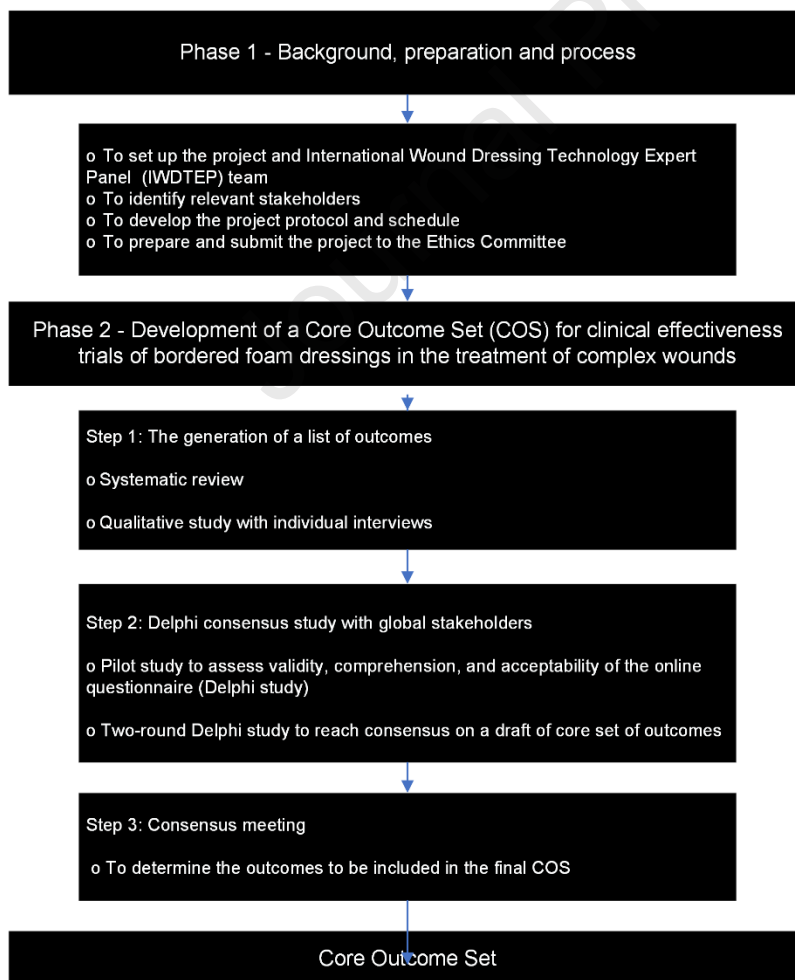 Journal Pr
Phase 1 - Background, preparation and process
o To set up the project and International Wound Dressing Technology Expert
Panel (IWDTEP) team
o To identify relevant stakeholders
o To develop the project protocol and schedule
o To prepare and submit the project to the Ethics Committee
Phase 2 - Development of a Core Outcome Set (COS) for clinical effectiveness
trials of bordered foam dressings in the treatment of complex wounds
Step 1: The generation of a list of outcomes
o Systematic review
o Qualitative study with individual interviews
Step 2: Delphi consensus study with global stakeholders
o Pilot study to assess validity, comprehension, and acceptability of the online
questionnaire (Delphi study)
o Two-round Delphi study to reach consensus on a draft of core set of outcomes
Step 3: Consensus meeting
o To determine the outcomes to be included in the final COS
Core Outcome Set